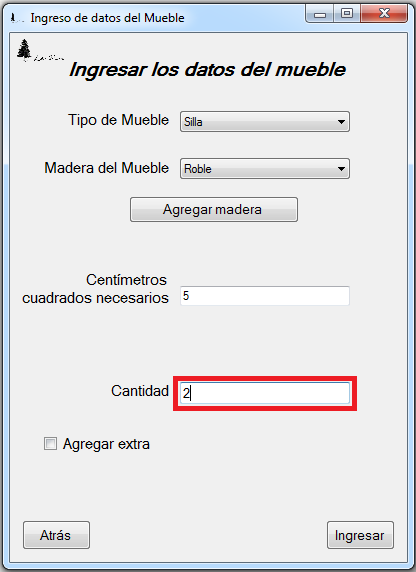 Ingreso de datos del Mueble
Ingresar los datos del mueble
Tipo de Mueble Silla
Madera del Mueble Roble
Agregar madera
Centímetros
cuadrados necesarios 5
Cantidad 2
Agregar extra
Atrás Ingresar